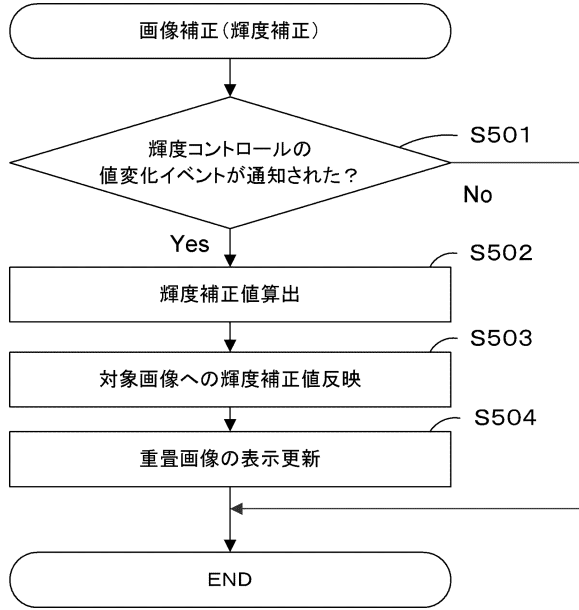 画像補正(輝度補正)
輝度コントロールの
値変化イベントが通知された?
S501
No
Yes
S502
輝度補正値算出
S503
対象画像への輝度補正値反映
S504
重畳画像の表示更新
END